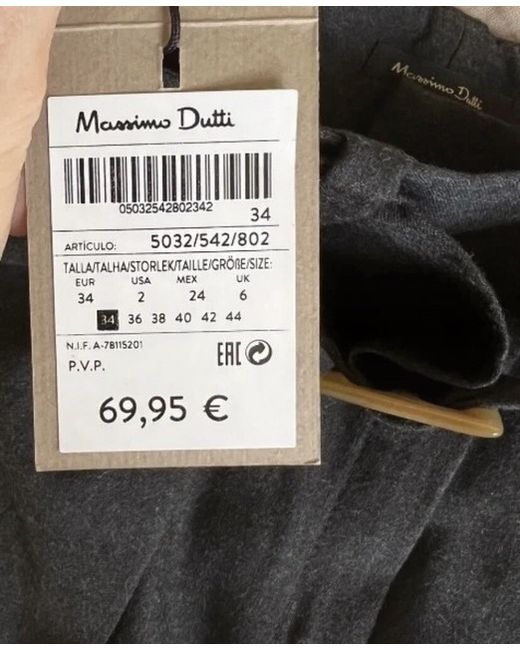 Massimo Dutti
Massimo Dutti
05032542802342
34
ARTÍCULO: 5032/542/802
TALLA/TALHA/STORLEK/TAILLE/GRÖßE/SIZE:
EUR USA MEX UK
34 2 24 6
34 36 38 40 42 44
N.I.F. A-78115201
P.V.P.
EAC
69,95 €